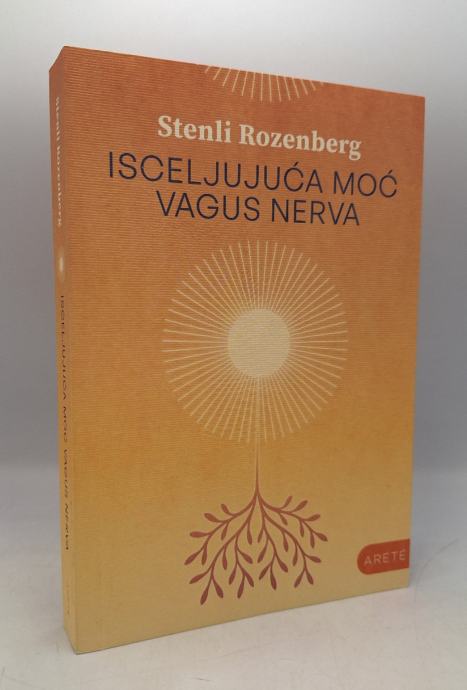 Stenli Rozenberg
ISCELJUJUĆA MOĆ
VAGUS NERVA
ARETE
Stenli Rozenberg
ISCELJUJUĆA MOĆ VAGUS NERVA